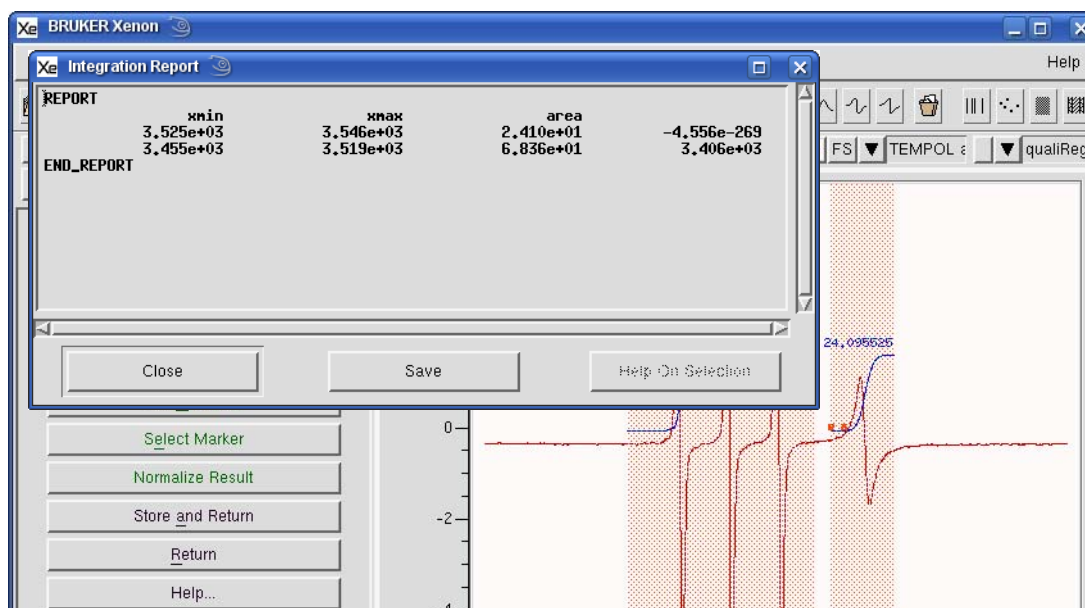 BRUKER Xenon
Integration Report
Help
REPORT
xmin xmax area
3.525e+03 3.546e+03 2.410e+01 -4.556e-269
3.455e+03 3.519e+03 6.836e+01 3.406e+03
END_REPORT
FS TEMPOL qualiReg
24.095525
Close Save Help On Selection
0
Select Marker
Normalize Result
Store and Return
-2
Return
Help...